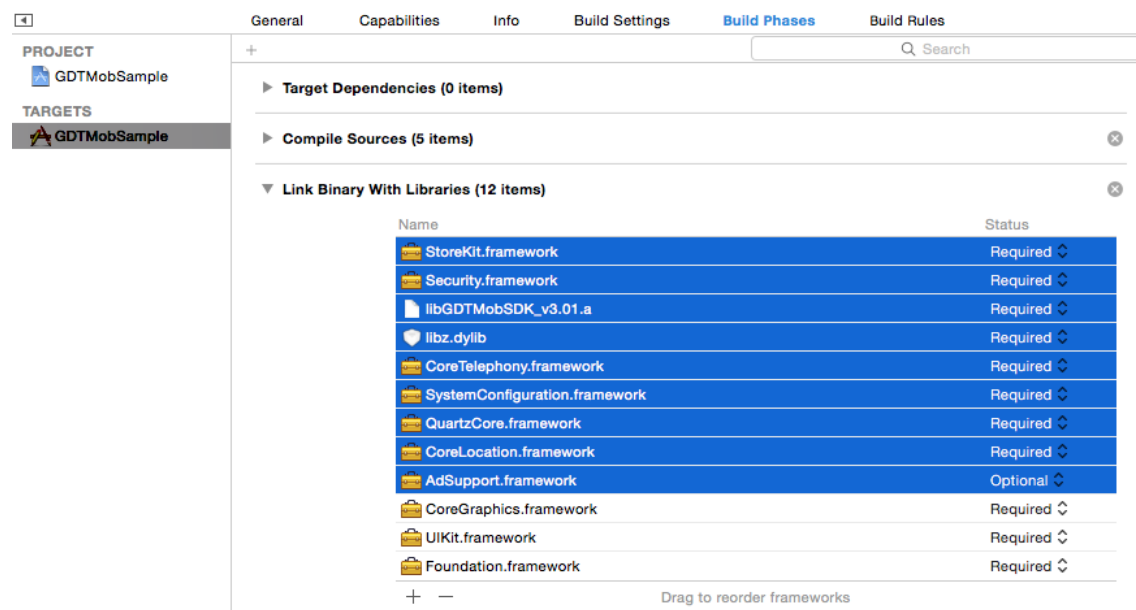 General Capabilities Info Build Settings Build Phases Build Rules
PROJECT
GDTMobSample
TARGETS
GDTMobSample
+ Search
Target Dependencies (0 items)
Compile Sources (5 items)
Link Binary With Libraries (12 items)
Name Status
StoreKit.framework Required
Security.framework Required
libGDTMobSDK_v3.01.a Required
libz.dylib Required
CoreTelephony.framework Required
SystemConfiguration.framework Required
QuartzCore.framework Required
CoreLocation.framework Required
AdSupport.framework Optional
CoreGraphics.framework Required
UIKit.framework Required
Foundation.framework Required
+ — Drag to reorder frameworks